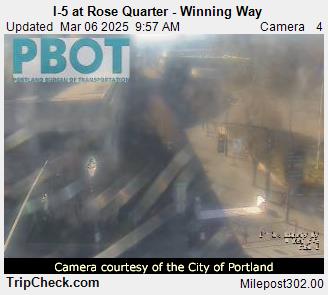 I-5 at Rose Quarter - Winning Way
Updated Mar 06 2025 9:57 AM Camera 4
PBOT
PORTLAND BUREAU OF TRANSPORTATION
Camera courtesy of the City of Portland
TripCheck.com Milepost302.00